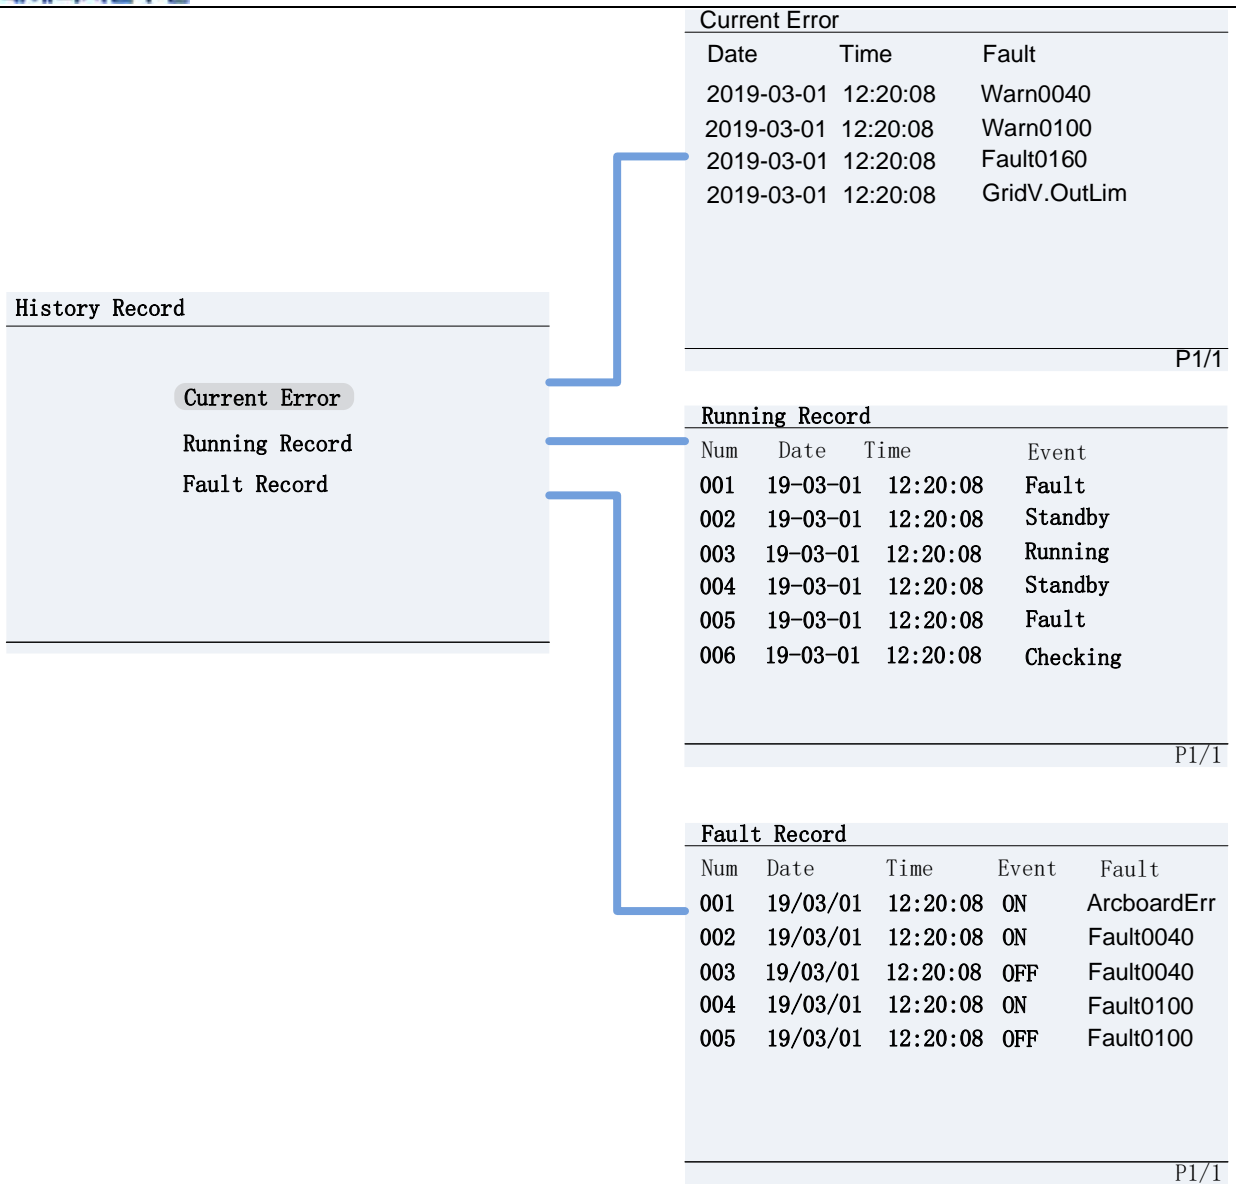 History Record
Current Error
Running Record
Fault Record
Current Error
Date Time Fault
2019-03-01 12:20:08 Warn0040
2019-03-01 12:20:08 Warn0100
2019-03-01 12:20:08 Fault0160
2019-03-01 12:20:08 GridV.OutLim
P1/1
Running Record
Num Date Time Event
001 19-03-01 12:20:08 Fault
002 19-03-01 12:20:08 Standby
003 19-03-01 12:20:08 Running
004 19-03-01 12:20:08 Standby
005 19-03-01 12:20:08 Fault
006 19-03-01 12:20:08 Checking
P1/1
Fault Record
Num Date Time Event Fault
001 19/03/01 12:20:08 ON ArcboardErr
002 19/03/01 12:20:08 ON Fault0040
003 19/03/01 12:20:08 OFF Fault0040
004 19/03/01 12:20:08 ON Fault0100
005 19/03/01 12:20:08 OFF Fault0100
P1/1